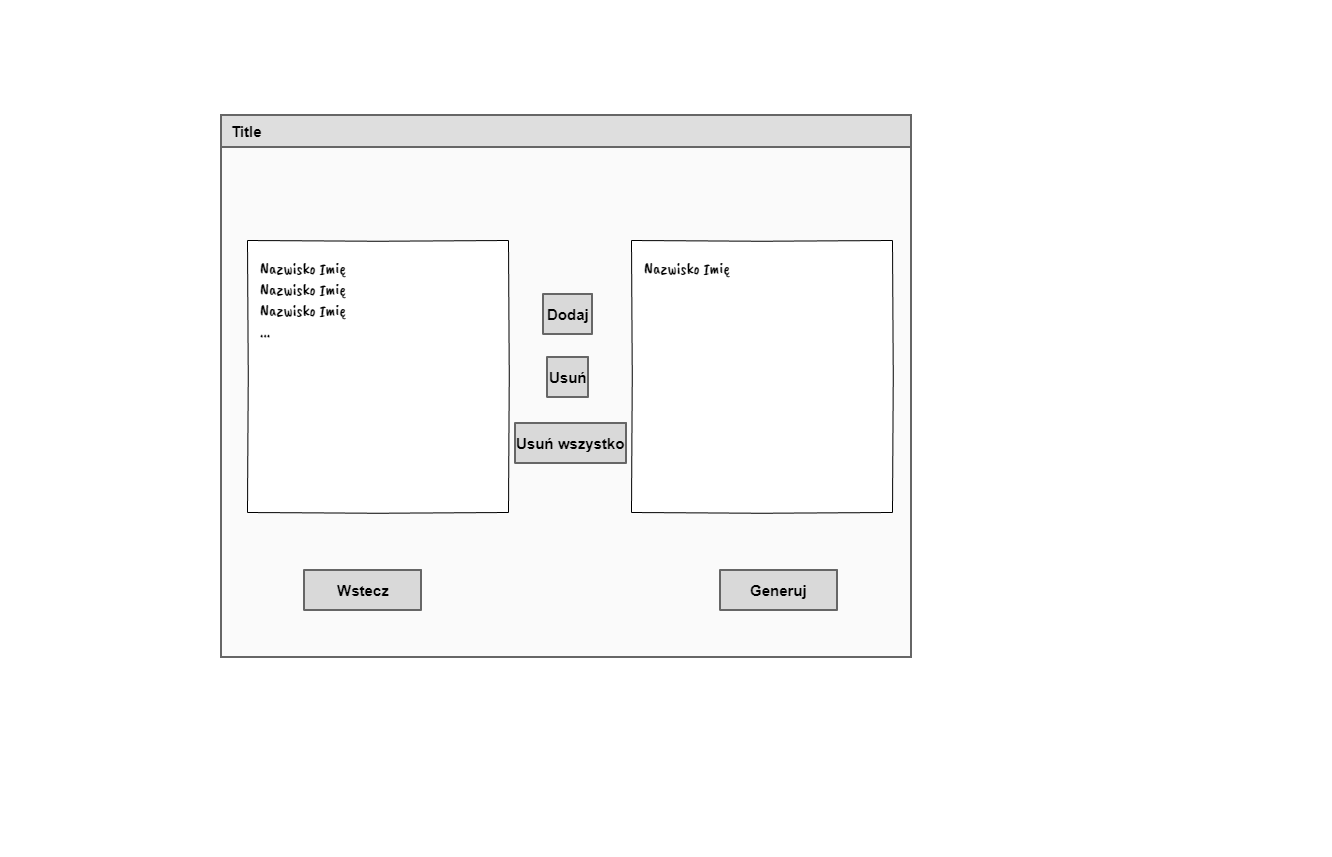 Title
Nazwisko Imię
Nazwisko Imię
Nazwisko Imię
...
Dodaj
Usuń
Usuń wszystko
Nazwisko Imię
Wstecz
Generuj